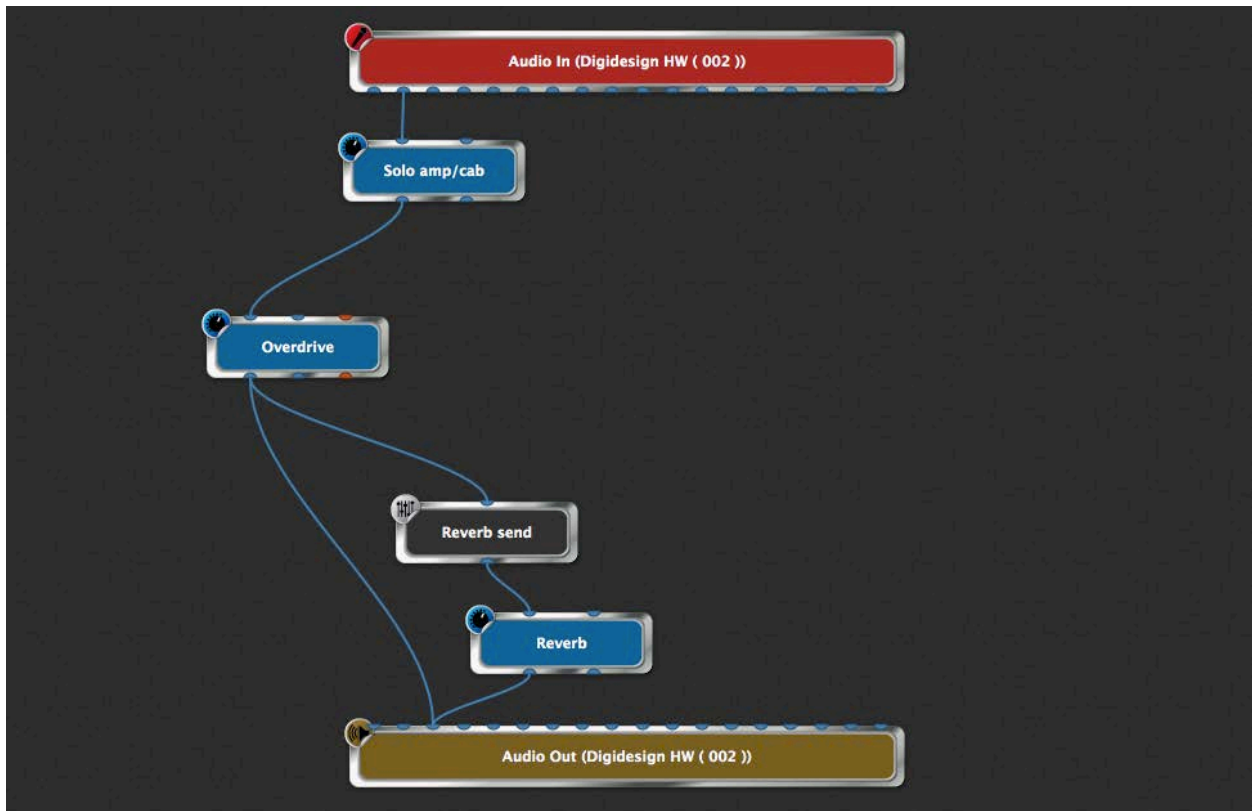 Audio In (Digidesign HW ( 002 ))
Solo amp/cab
Overdrive
Reverb send
Reverb
Audio Out (Digidesign HW ( 002 ))